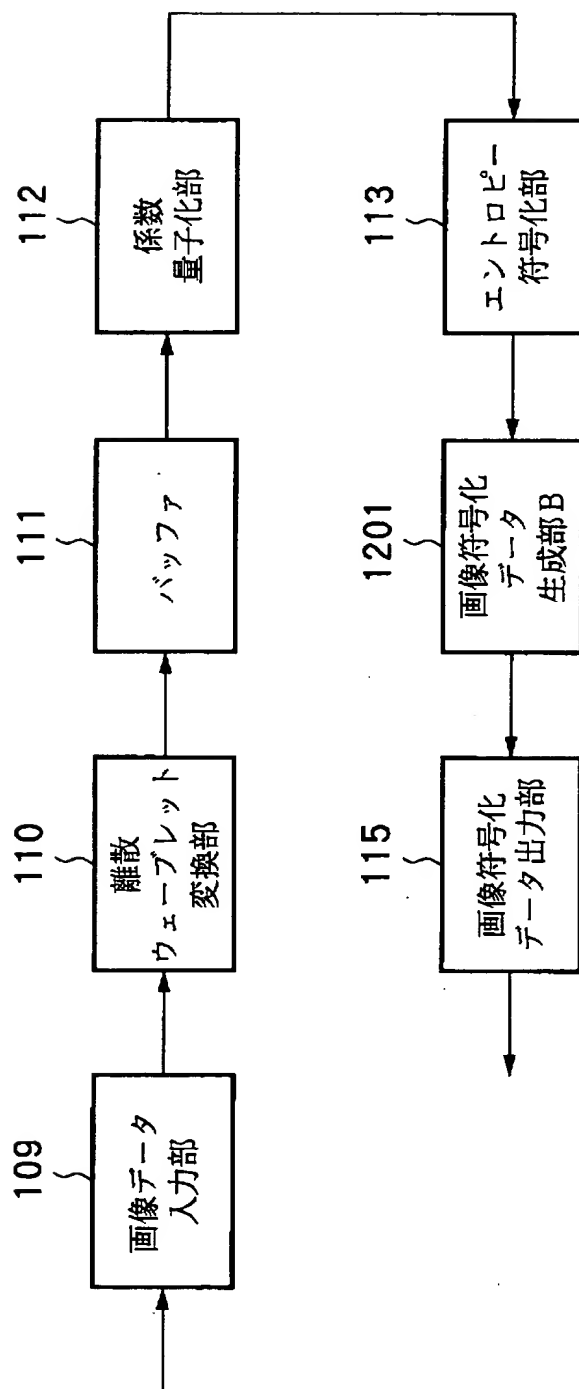 109
画像データ
入力部
110
離散
ウェーブレット
変換部
111
バッファ
112
係数
量子化部
113
エントロピー
符号化部
1201
画像符号化
データ
生成部B
115
画像符号化
データ出力部